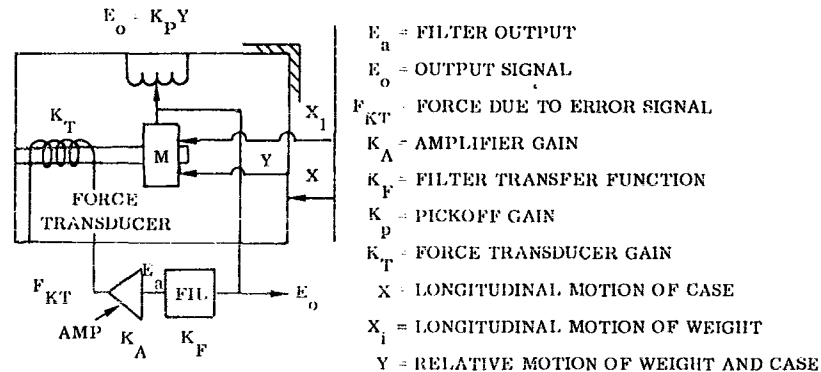 E_o = K_P Y
K_T
X_1
M
Y
X
FORCE
TRANSDUCER
F_KT
E_a
FIL
E_o
AMP
K_A
K_F
E_a = FILTER OUTPUT
E_o = OUTPUT SIGNAL
F_KT = FORCE DUE TO ERROR SIGNAL
K_A = AMPLIFIER GAIN
K_F = FILTER TRANSFER FUNCTION
K_p = PICKOFF GAIN
K_T = FORCE TRANSDUCER GAIN
X = LONGITUDINAL MOTION OF CASE
X_i = LONGITUDINAL MOTION OF WEIGHT
Y = RELATIVE MOTION OF WEIGHT AND CASE